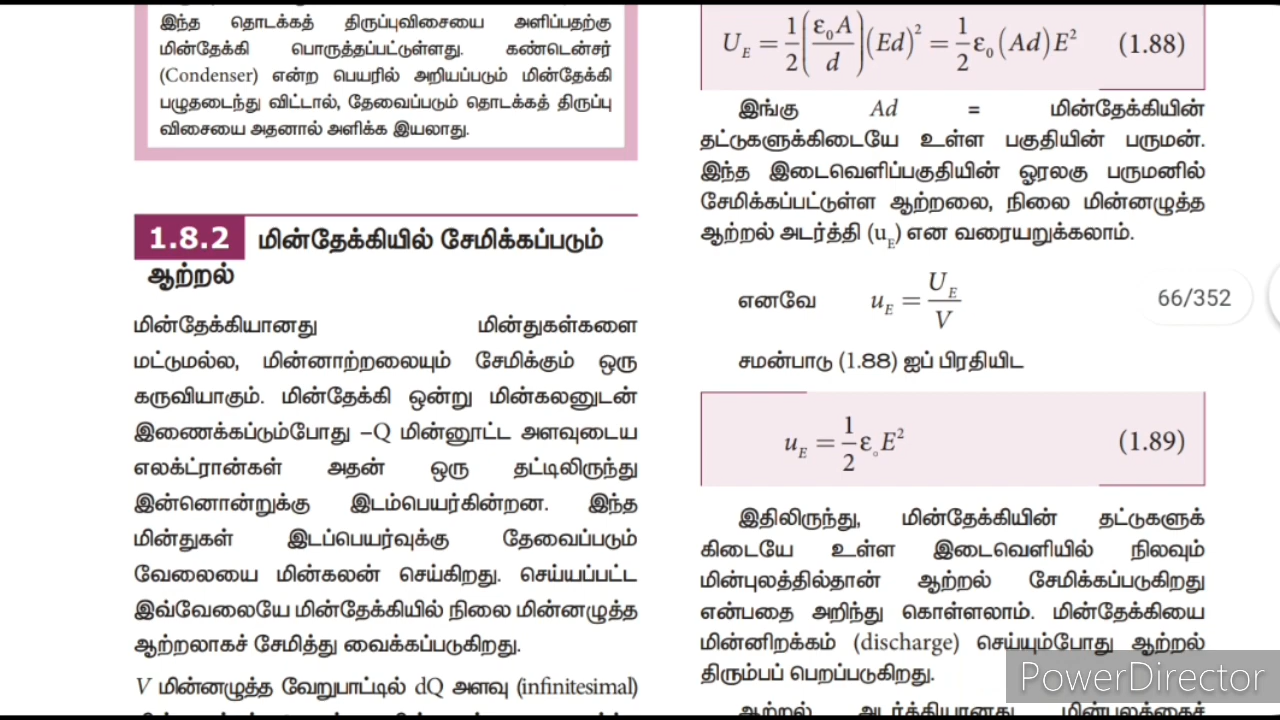 இந்த தொடக்கத் திருப்புவிசையை அளிப்பதற்கு
மின்தேக்கி பொருத்தப்பட்டுள்ளது. கண்டென்சர்
(Condenser) என்ற பெயரில் அறியப்படும் மின்தேக்கி
பழுதடைந்து விட்டால், தேவைப்படும் தொடக்கத் திருப்பு
விசையை அதனால் அளிக்க இயலாது.
1.8.2 மின்தேக்கியில் சேமிக்கப்படும்
ஆற்றல்
மின்தேக்கியானது மின்துகள்களை
மட்டுமல்ல, மின்னாற்றலையும் சேமிக்கும் ஒரு
கருவியாகும். மின்தேக்கி ஒன்று மின்கலனுடன்
இணைக்கப்படும்போது –Q மின்னூட்ட அளவுடைய
எலக்ட்ரான்கள் அதன் ஒரு தட்டிலிருந்து
இன்னொன்றுக்கு இடம்பெயர்கின்றன. இந்த
மின்துகள் இடப்பெயர்வுக்கு தேவைப்படும்
வேலையை மின்கலன் செய்கிறது. செய்யப்பட்ட
இவ்வேலையே மின்தேக்கியில் நிலை மின்னழுத்த
ஆற்றலாகச் சேமித்து வைக்கப்படுகிறது.
V மின்னழுத்த வேறுபாட்டில் dQ அளவு (infinitesimal)
U_E = 1/2 (ε₀A/d) (Ed)² = 1/2 ε₀ (Ad) E² (1.88)
இங்கு Ad = மின்தேக்கியின்
தட்டுகளுக்கிடையே உள்ள பகுதியின் பருமன்.
இந்த இடைவெளிப்பகுதியின் ஓரலகு பருமனில்
சேமிக்கப்பட்டுள்ள ஆற்றலை, நிலை மின்னழுத்த
ஆற்றல் அடர்த்தி (u_E) என வரையறுக்கலாம்.
எனவே u_E = U_E/V
சமன்பாடு (1.88) ஐப் பிரதியிட
u_E = 1/2 ε₀E² (1.89)
இதிலிருந்து, மின்தேக்கியின் தட்டுகளுக்
கிடையே உள்ள இடைவெளியில் நிலவும்
மின்புலத்தில்தான் ஆற்றல் சேமிக்கப்படுகிறது
என்பதை அறிந்து கொள்ளலாம். மின்தேக்கியை
மின்னிறக்கம் (discharge) செய்யும்போது ஆற்றல்
திரும்பப் பெறப்படுகிறது.
ஆற்றல் அடர்த்தியானது மின்புலத்தைச்
66/352
PowerDirector